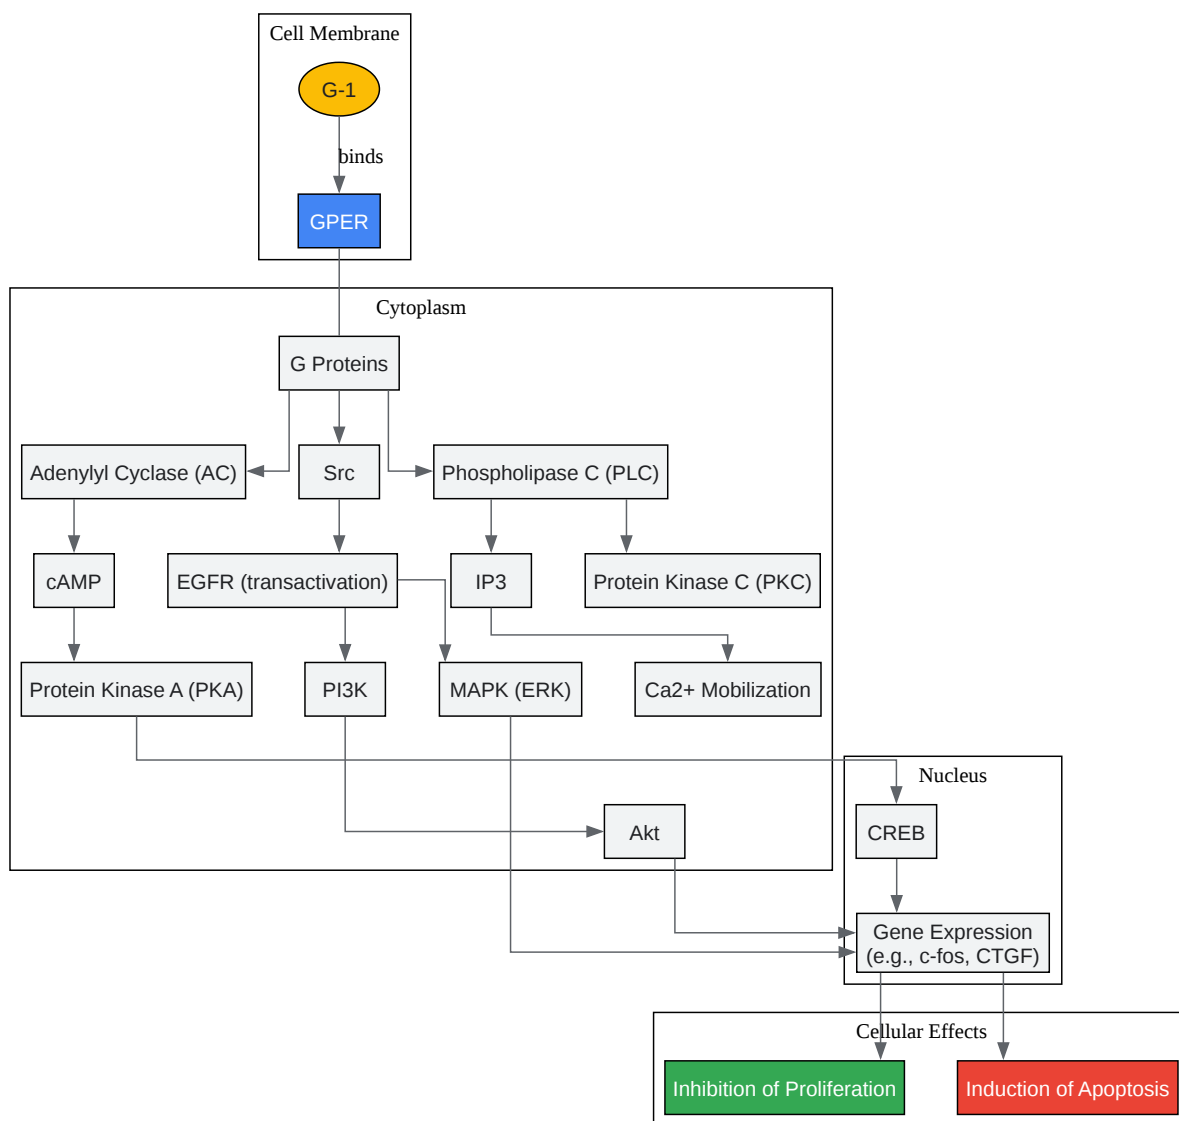 Cell Membrane
G-1
binds
GPER
Cytoplasm
G Proteins
Adenylyl Cyclase (AC)
Src
Phospholipase C (PLC)
cAMP
EGFR (transactivation)
IP3
Protein Kinase C (PKC)
Protein Kinase A (PKA)
PI3K
MAPK (ERK)
Ca2+ Mobilization
Nucleus
Akt
CREB
Gene Expression
(e.g., c-fos, CTGF)
Cellular Effects
Inhibition of Proliferation
Induction of Apoptosis